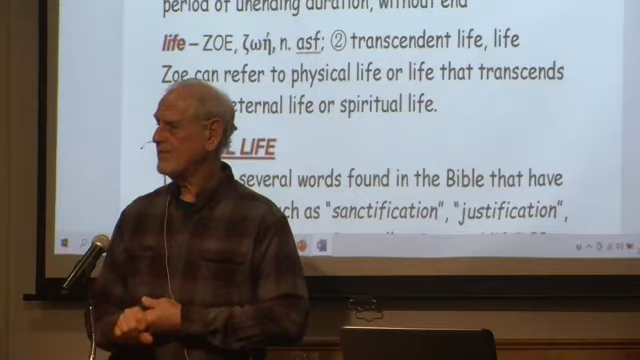 period of unending duration, without end
life – ZOE, ζωή, n. asf; ② transcendent life, life
Zoe can refer to physical life or life that transcends
eternal life or spiritual life.
LIFE
several words found in the Bible that have
ch as "sanctification", "justification",